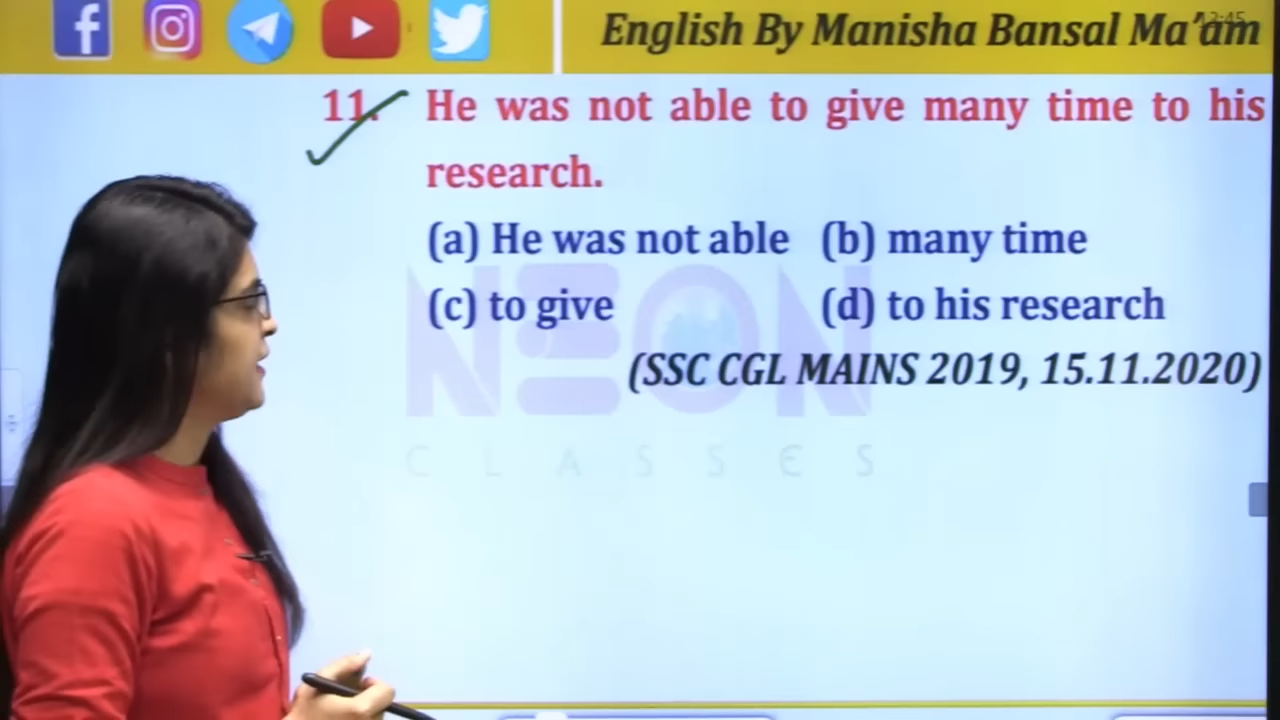 English By Manisha Bansal Ma'am
12:45
11. He was not able to give many time to his
research.
(a) He was not able (b) many time
(c) to give (d) to his research
(SSC CGL MAINS 2019, 15.11.2020)
NEON
CLASSES